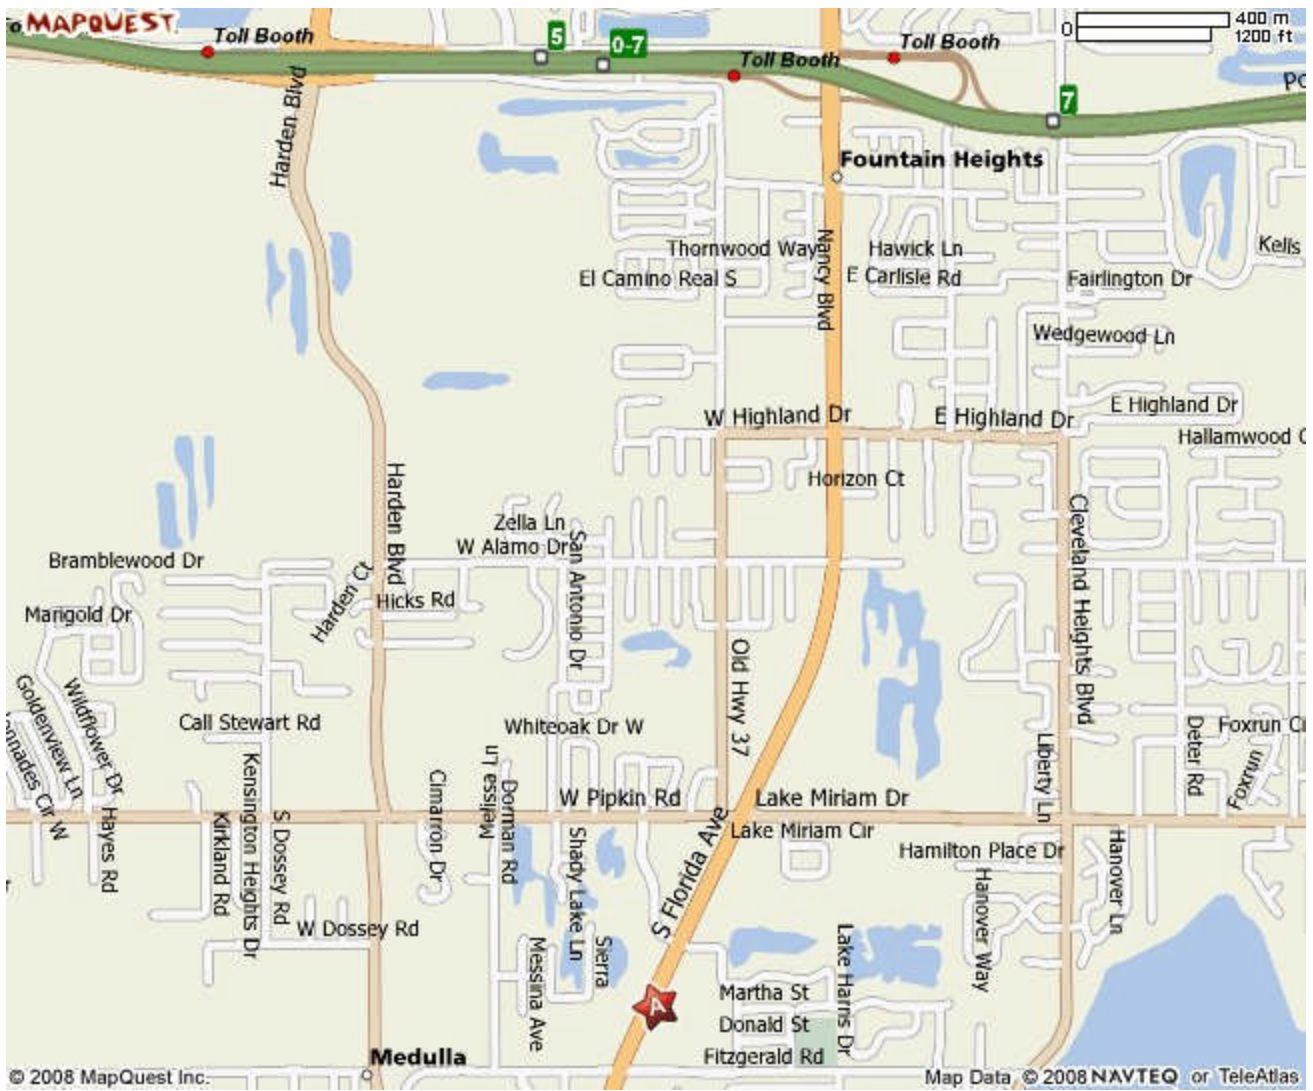 MAPQUEST
Toll Booth
5
0-7
Toll Booth
Toll Booth
0
400 m
1200 ft
7
Harden Blvd
Fountain Heights
Thornwood Way
El Camino Real S
Nancy Blvd
Hawick Ln
E Carlisle Rd
Kells
Fairlington Dr
Wedgewood Ln
W Highland Dr
E Highland Dr
E Highland Dr
Hallamwood C
Horizon Ct
Harden Blvd
Zella Ln
W Alamo Dr
San Antonio Dr
Cleveland Heights Blvd
Bramblewood Dr
Marigold Dr
Harden Ct
Hicks Rd
Old Hwy 37
Goldenview Ln
Wildflower Dr
Call Stewart Rd
Whiteoak Dr W
Foxrun Cir
Deter Rd
Foxrun
Liberty Ln
Cir W
Hayes Rd
Kirkland Rd
Kensington Heights Dr
S Dossey Rd
Cimarron Dr
Melissa Ln
Dorman Rd
W Pipkin Rd
Lake Miriam Dr
Lake Miriam Cir
S Florida Ave
Shady Lake Ln
Hamilton Place Dr
Hanover Way
Hanover Ln
W Dossey Rd
Messina Ave
Sierra
A
Martha St
Donald St
Fitzgerald Rd
Lake Harris Dr
Medulla
© 2008 MapQuest Inc.
Map Data © 2008 NAVTEQ or TeleAtlas